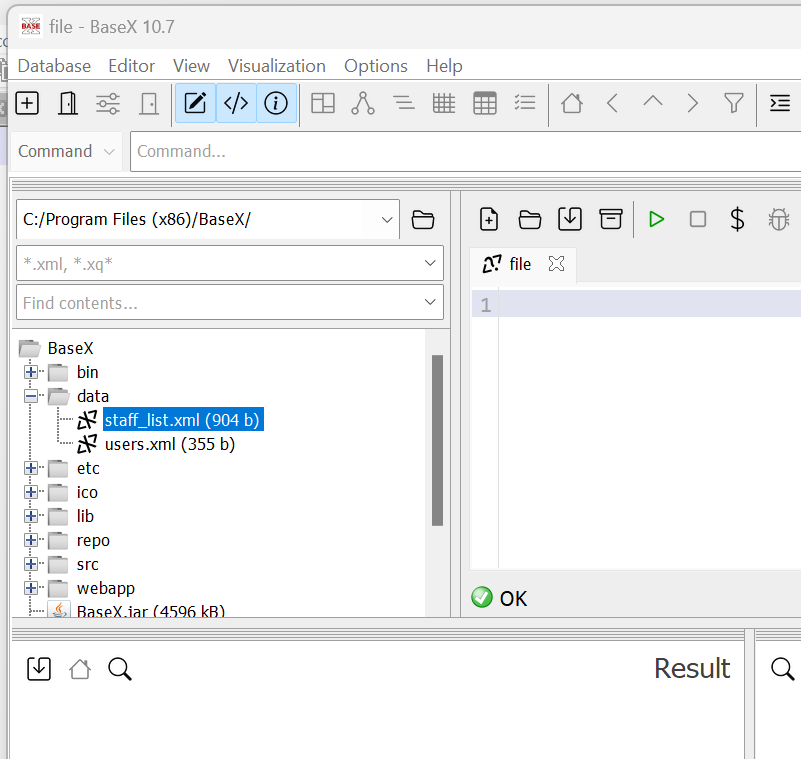 BASE
file - BaseX 10.7
Database Editor View Visualization Options Help
Command Command...
C:/Program Files (x86)/BaseX/
*.xml, *.xq*
Find contents...
file
1
BaseX
bin
data
staff_list.xml (904 b)
users.xml (355 b)
etc
ico
lib
repo
src
webapp
BaseX.jar (4596 kB)
OK
Result